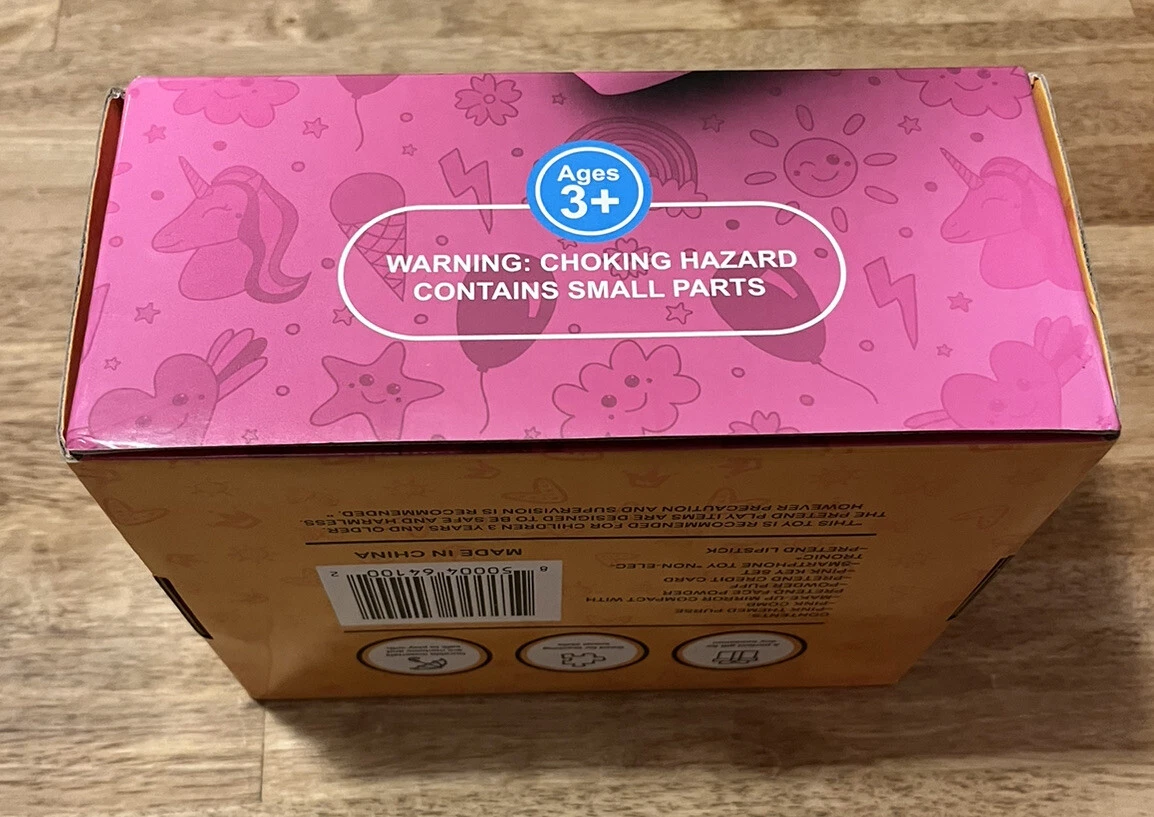 Ages
3+
WARNING: CHOKING HAZARD
CONTAINS SMALL PARTS
A perfect gift for
CONTENTS
-PINK THEMED PURSE
-PINK COMB
-MAKE-UP MIRROR COMPACT WITH
PRETEND FACE POWDER
-POWDER PUFF
-PRETEND CREDIT CARD
-PINK KEY SET
-SMARTPHONE TOY "NON-ELEC-
TRONIC"
-PRETEND LIPSTICK
8 50004 64100 2
MADE IN CHINA
"THIS TOY IS RECOMMENDED FOR CHILDREN 3 YEARS AND OLDER
THE PRETEND PLAY ITEMS ARE DESIGNED TO BE SAFE AND HARMLESS.
HOWEVER PRECAUTION AND SUPERVISION IS RECOMMENDED."